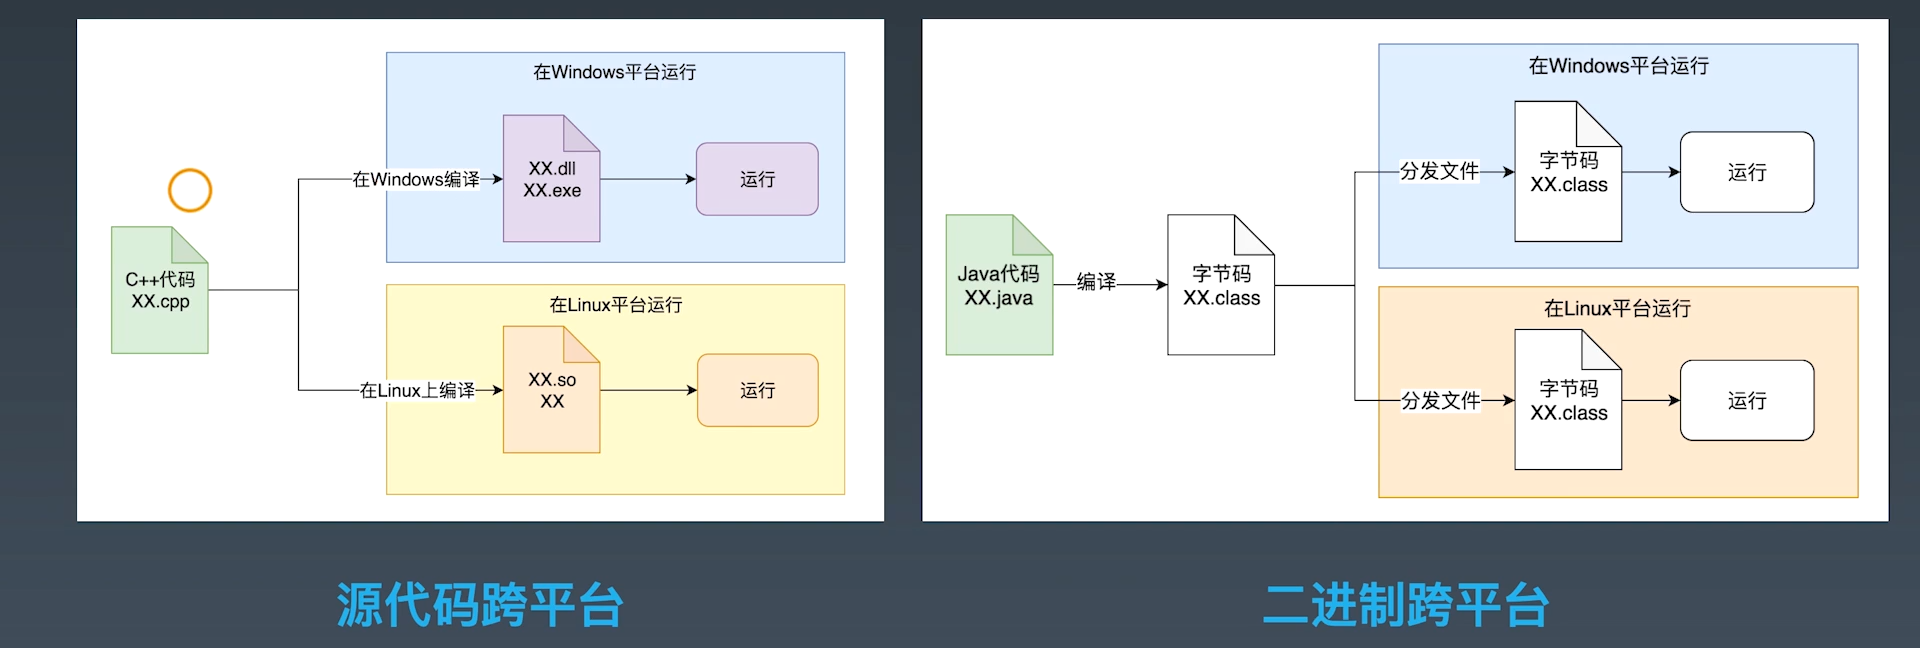 在Windows平台运行
在Windows编译
XX.dll
XX.exe
运行
C++代码
XX.cpp
在Linux平台运行
在Linux上编译
XX.so
XX
运行
源代码跨平台
在Windows平台运行
分发文件
字节码
XX.class
运行
Java代码
XX.java
编译
字节码
XX.class
在Linux平台运行
分发文件
字节码
XX.class
运行
二进制跨平台